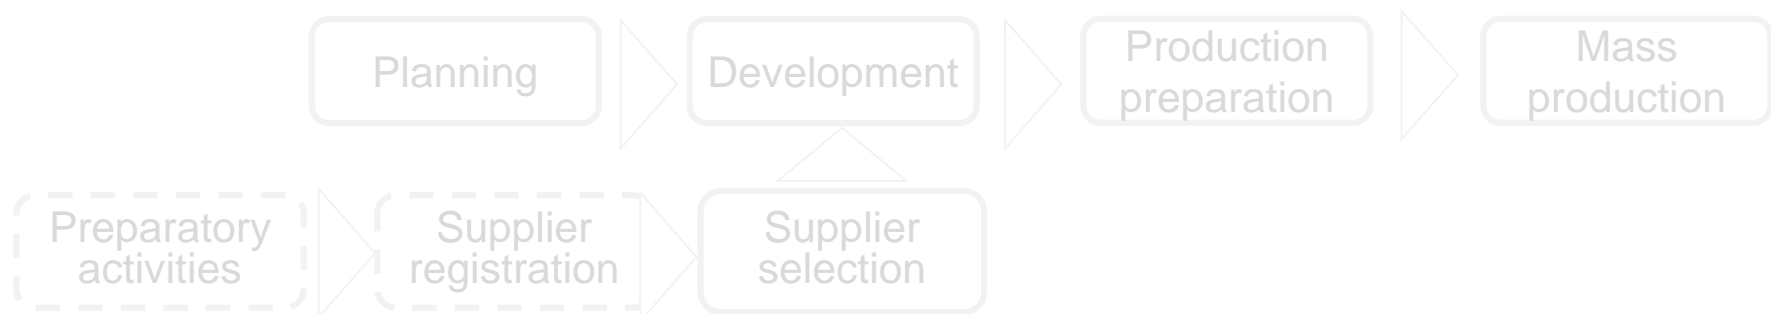 Planning
Development
Production
preparation
Mass
production
Preparatory
activities
Supplier
registration
Supplier
selection